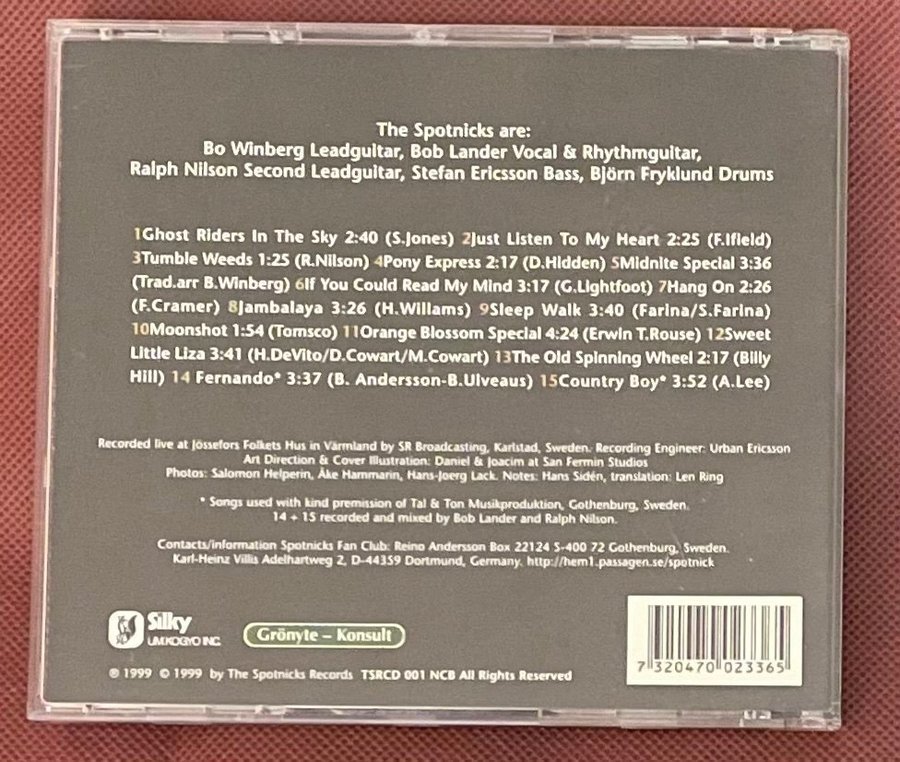 The Spotnicks are:
Bo Winberg Leadguitar, Bob Lander Vocal & Rhythmguitar,
Ralph Nilson Second Leadguitar, Stefan Ericsson Bass, Björn Fryklund Drums
1Ghost Riders In The Sky 2:40 (S.Jones) 2Just Listen To My Heart 2:25 (F.Ifield)
3Tumble Weeds 1:25 (R.Nilson) 4Pony Express 2:17 (D.Hidden) 5Midnite Special 3:36
(Trad.arr B.Winberg) 6If You Could Read My Mind 3:17 (G.Lightfoot) 7Hang On 2:26
(F.Cramer) 8Jambalaya 3:26 (H.Willams) 9Sleep Walk 3:40 (Farina/S.Farina)
10Moonshot 1:54 (Tomsco) 11Orange Blossom Special 4:24 (Erwin T.Rouse) 12Sweet
Little Liza 3:41 (H.DeVito/D.Cowart/M.Cowart) 13The Old Spinning Wheel 2:17 (Billy
Hill) 14 Fernando* 3:37 (B. Andersson-B.Ulveaus) 15Country Boy* 3:52 (A.Lee)
Recorded live at Jössefors Folkets Hus in Värmland by SR Broadcasting, Karlstad, Sweden. Recording Engineer: Urban Ericsson
Art Direction & Cover Illustration: Daniel & Joacim at San Fermin Studios
Photos: Salomon Helperin, Åke Hammarin, Hans-Joerg Lack. Notes: Hans Sidén, translation: Len Ring
* Songs used with kind premission of Tal & Ton Musikproduktion, Gothenburg, Sweden.
14 + 15 recorded and mixed by Bob Lander and Ralph Nilson.
Contacts/information Spotnicks Fan Club: Reino Andersson Box 22124 S-400 72 Gothenburg, Sweden.
Karl-Heinz Villis Adelhartweg 2, D-44359 Dortmund, Germany. http://hem1.passagen.se/spotnick
Silky
U.M.I KOGYO INC.
Grönyte – Konsult
℗ 1999 © 1999 by The Spotnicks Records TSRCD 001 NCB All Rights Reserved
7 320470 023365